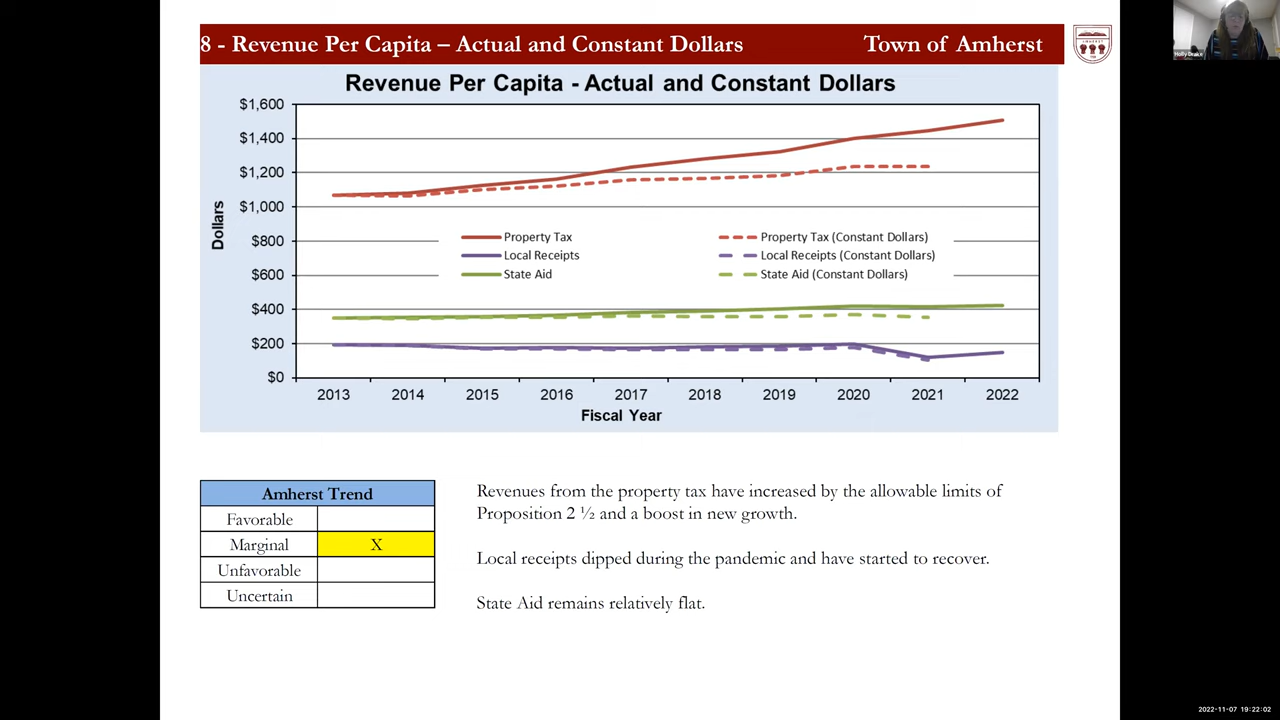 8 - Revenue Per Capita – Actual and Constant Dollars
Town of Amherst
Revenue Per Capita - Actual and Constant Dollars
$1,600
$1,400
$1,200
$1,000
$800
$600
$400
$200
$0
Dollars
Property Tax
Property Tax (Constant Dollars)
Local Receipts
Local Receipts (Constant Dollars)
State Aid
State Aid (Constant Dollars)
2013 2014 2015 2016 2017 2018 2019 2020 2021 2022
Fiscal Year
Amherst Trend
Favorable
Marginal X
Unfavorable
Uncertain
Revenues from the property tax have increased by the allowable limits of
Proposition 2 ½ and a boost in new growth.
Local receipts dipped during the pandemic and have started to recover.
State Aid remains relatively flat.
2022-11-07 19:22:02